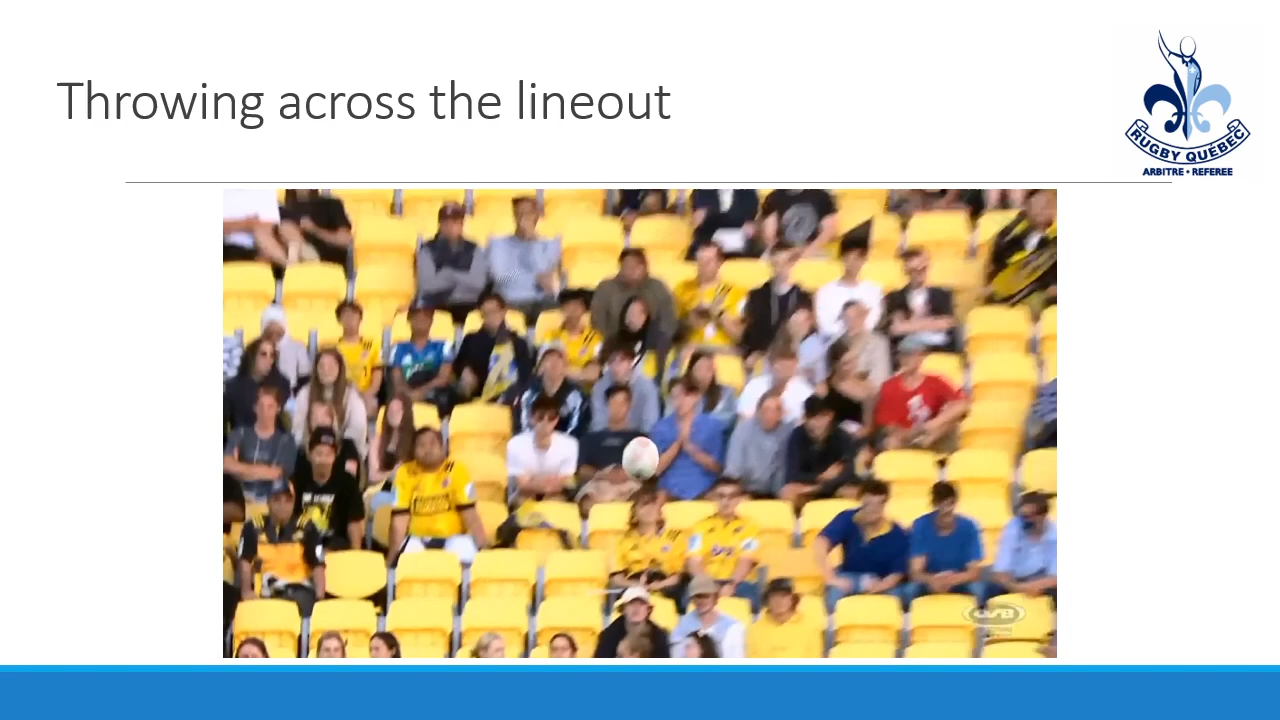 Throwing across the lineout
RUGBY QUÉBEC
ARBITRE • REFEREE